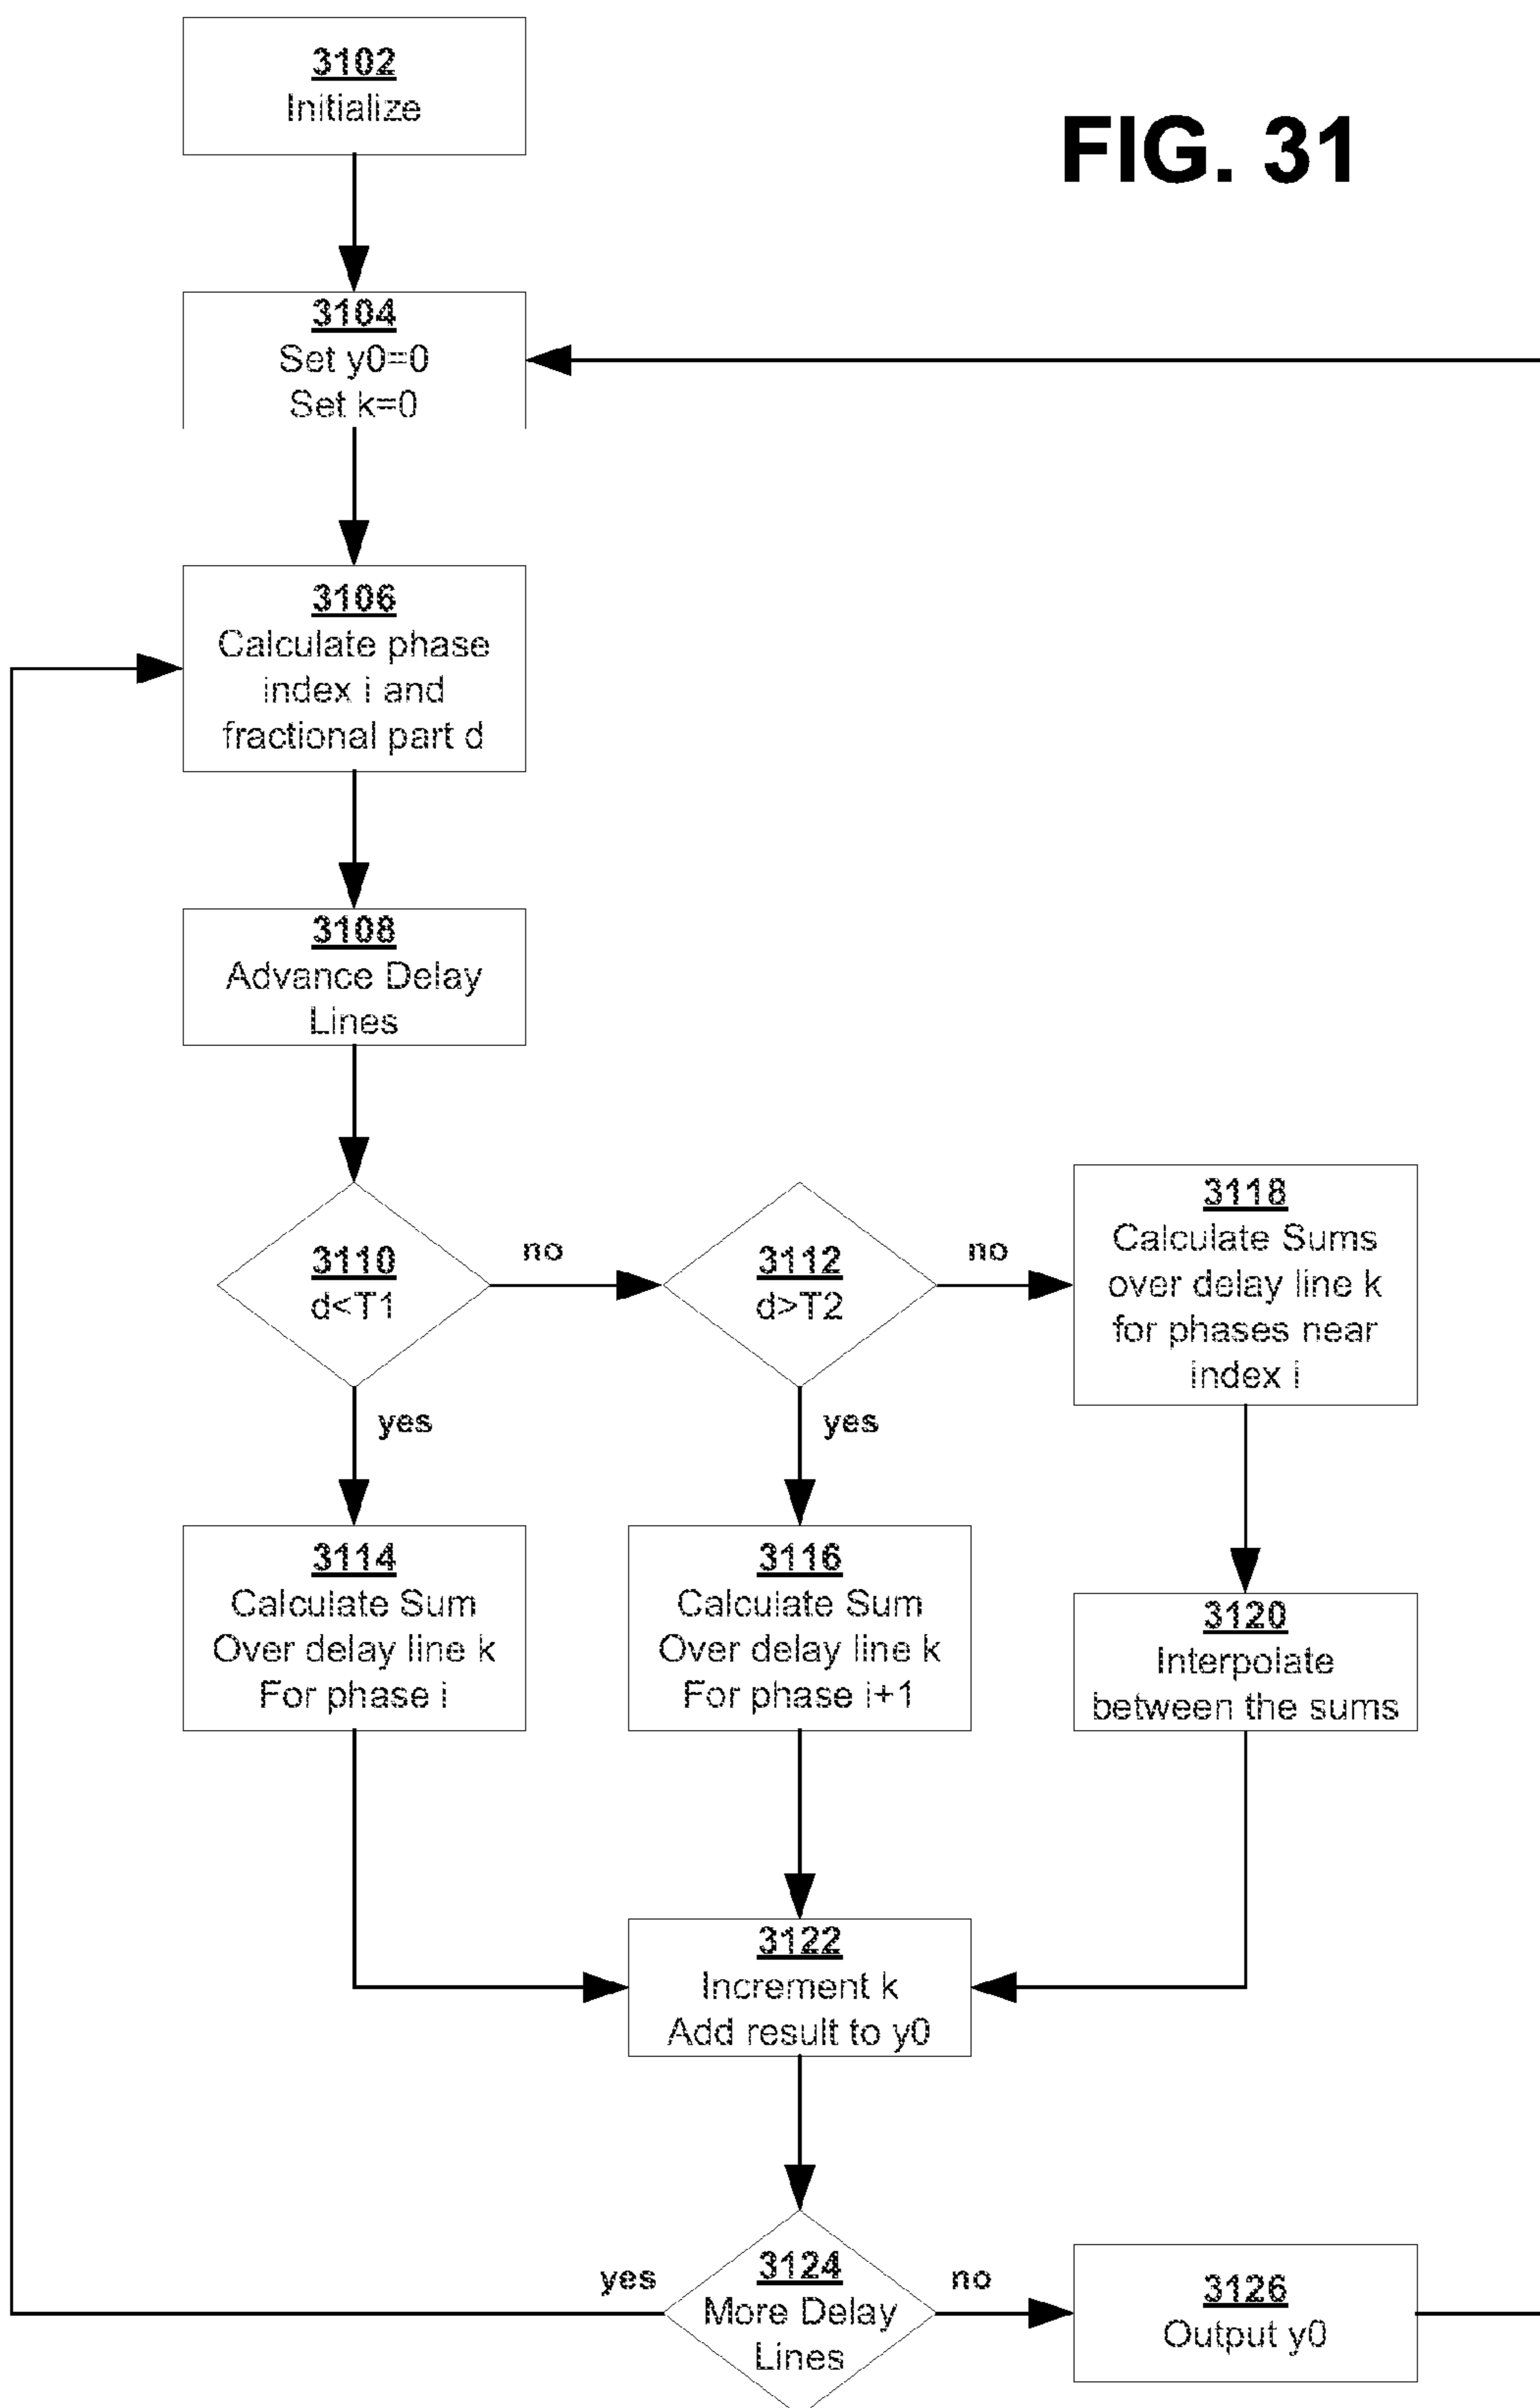 FIG. 31
3102
Initialize
3104
Set y0=0
Set k=0
3106
Calculate phase
index i and
fractional part d
3108
Advance Delay
Lines
3110
d<T1
no
yes
3112
d>T2
no
yes
3118
Calculate Sums
over delay line k
for phases near
index i
3114
Calculate Sum
Over delay line k
For phase i
3116
Calculate Sum
Over delay line k
For phase i+1
3120
Interpolate
between the sums
3122
Increment k
Add result to y0
3124
More Delay
Lines
yes
no
3126
Output y0